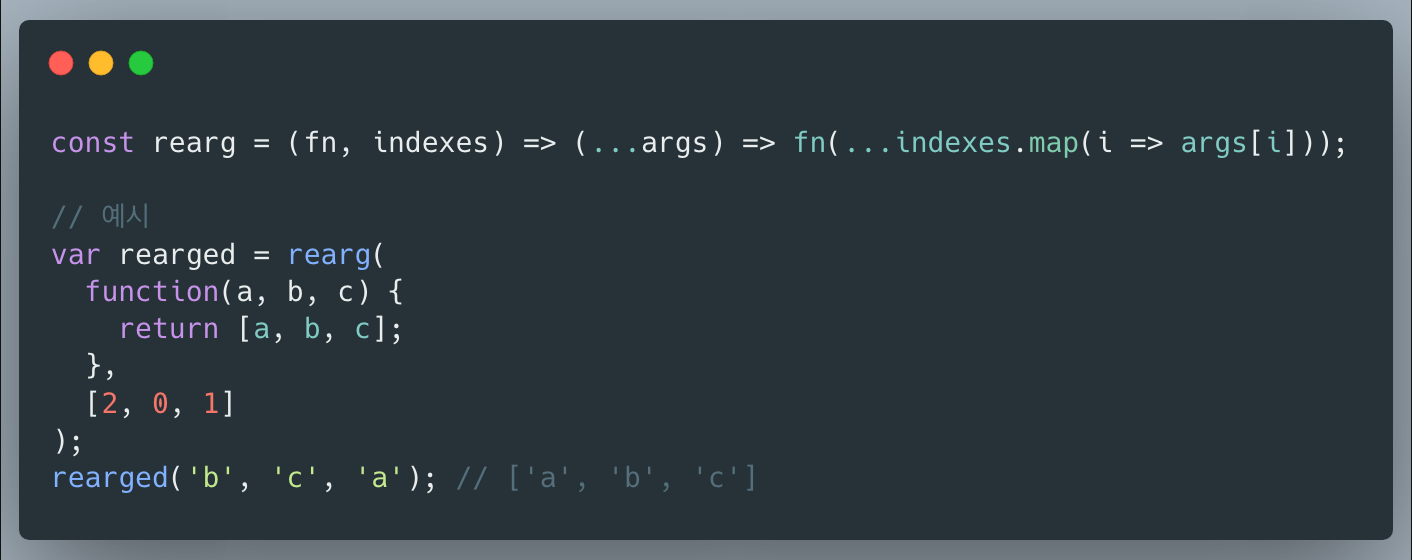 const rearg = (fn, indexes) => (...args) => fn(...indexes.map(i => args[i]));
// 예시
var rearged = rearg(
function(a, b, c) {
return [a, b, c];
},
[2, 0, 1]
);
rearged('b', 'c', 'a'); // ['a', 'b', 'c']